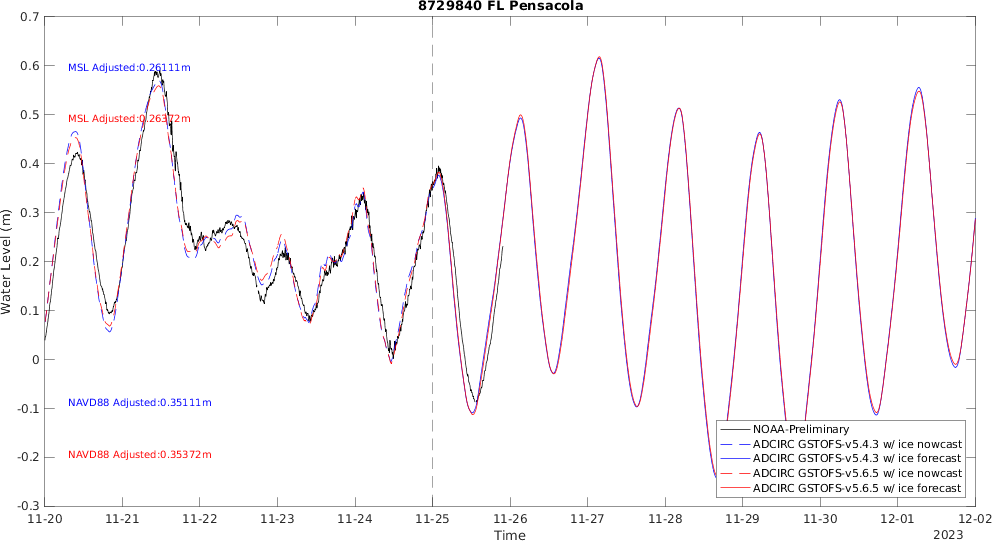 8729840 FL Pensacola
0.7
0.6
0.5
0.4
0.3
0.2
0.1
0
-0.1
-0.2
-0.3
Water Level (m)
MSL Adjusted:0.26111m
MSL Adjusted:0.26372m
NAVD88 Adjusted:0.35111m
NAVD88 Adjusted:0.35372m
NOAA-Preliminary
ADCIRC GSTOFS-v5.4.3 w/ ice nowcast
ADCIRC GSTOFS-v5.4.3 w/ ice forecast
ADCIRC GSTOFS-v5.6.5 w/ ice nowcast
ADCIRC GSTOFS-v5.6.5 w/ ice forecast
11-20 11-21 11-22 11-23 11-24 11-25 11-26 11-27 11-28 11-29 11-30 12-01 12-02
Time
2023